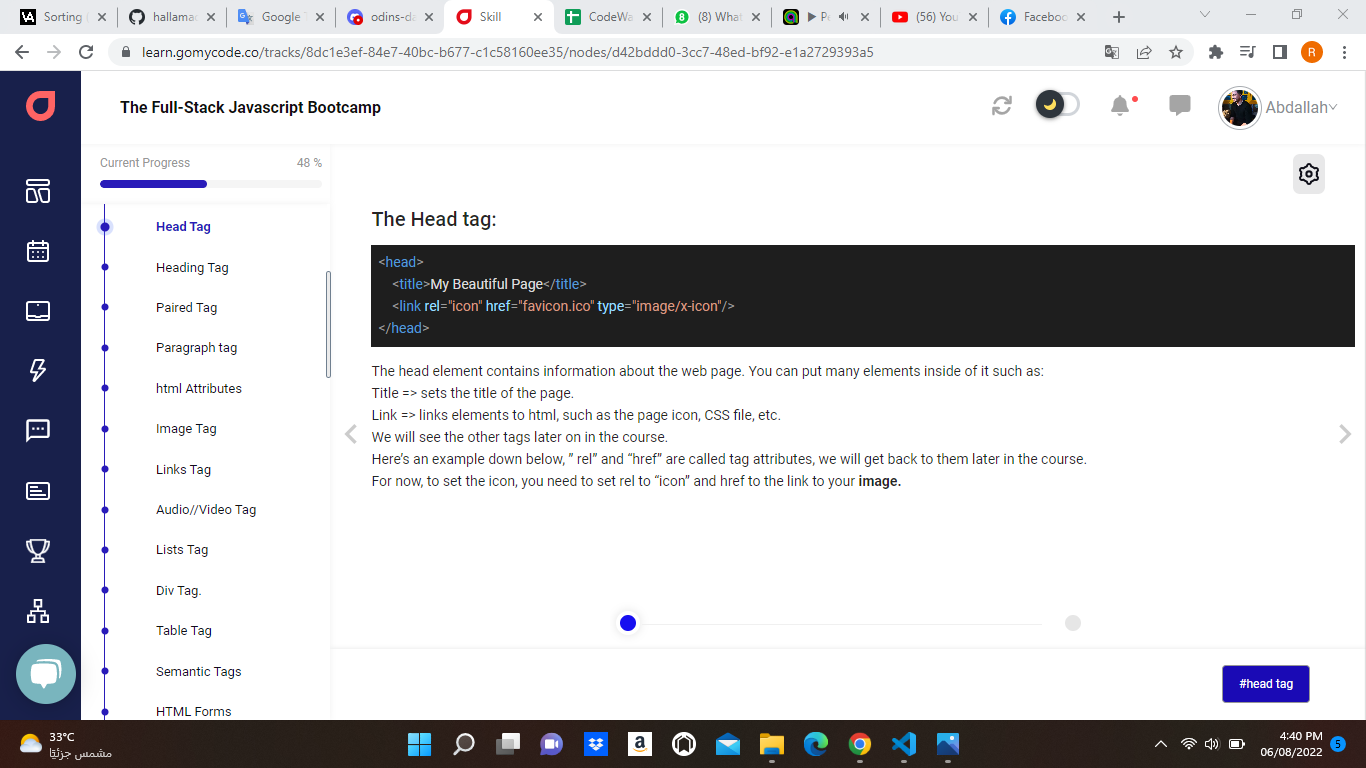 Sorting
hallamac
Google T
odins-da
Skill
CodeWa
(8) What
(56) You
Faceboo
learn.gomycode.co/tracks/8dc1e3ef-84e7-40bc-b677-c1c58160ee35/nodes/d42bddd0-3cc7-48ed-bf92-e1a2729393a5
R
The Full-Stack Javascript Bootcamp
Abdallah
Current Progress 48 %
Head Tag
Heading Tag
Paired Tag
Paragraph tag
html Attributes
Image Tag
Links Tag
Audio//Video Tag
Lists Tag
Div Tag.
Table Tag
Semantic Tags
HTML Forms
The Head tag:
<head>
<title>My Beautiful Page</title>
<link rel="icon" href="favicon.ico" type="image/x-icon"/>
</head>
The head element contains information about the web page. You can put many elements inside of it such as:
Title => sets the title of the page.
Link => links elements to html, such as the page icon, CSS file, etc.
We will see the other tags later on in the course.
Here's an example down below, ” rel” and “href” are called tag attributes, we will get back to them later in the course.
For now, to set the icon, you need to set rel to “icon” and href to the link to your image.
#head tag
33°C
مشمس جزئيًا
4:40 PM
06/08/2022
5